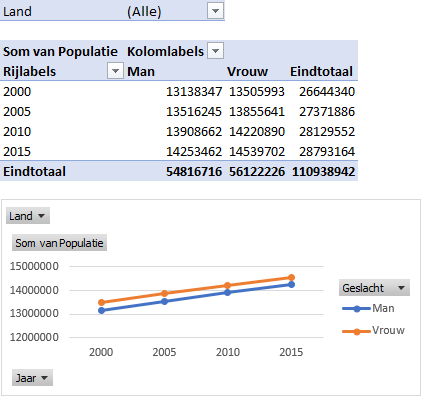 Land (Alle)
Som van Populatie Kolomlabels
Rijlabels Man Vrouw Eindtotaal
2000 13138347 13505993 26644340
2005 13516245 13855641 27371886
2010 13908662 14220890 28129552
2015 14253462 14539702 28793164
Eindtotaal 54816716 56122226 110938942
Land
Som van Populatie
15000000
14000000
13000000
12000000
2000 2005 2010 2015
Geslacht
Man
Vrouw
Jaar